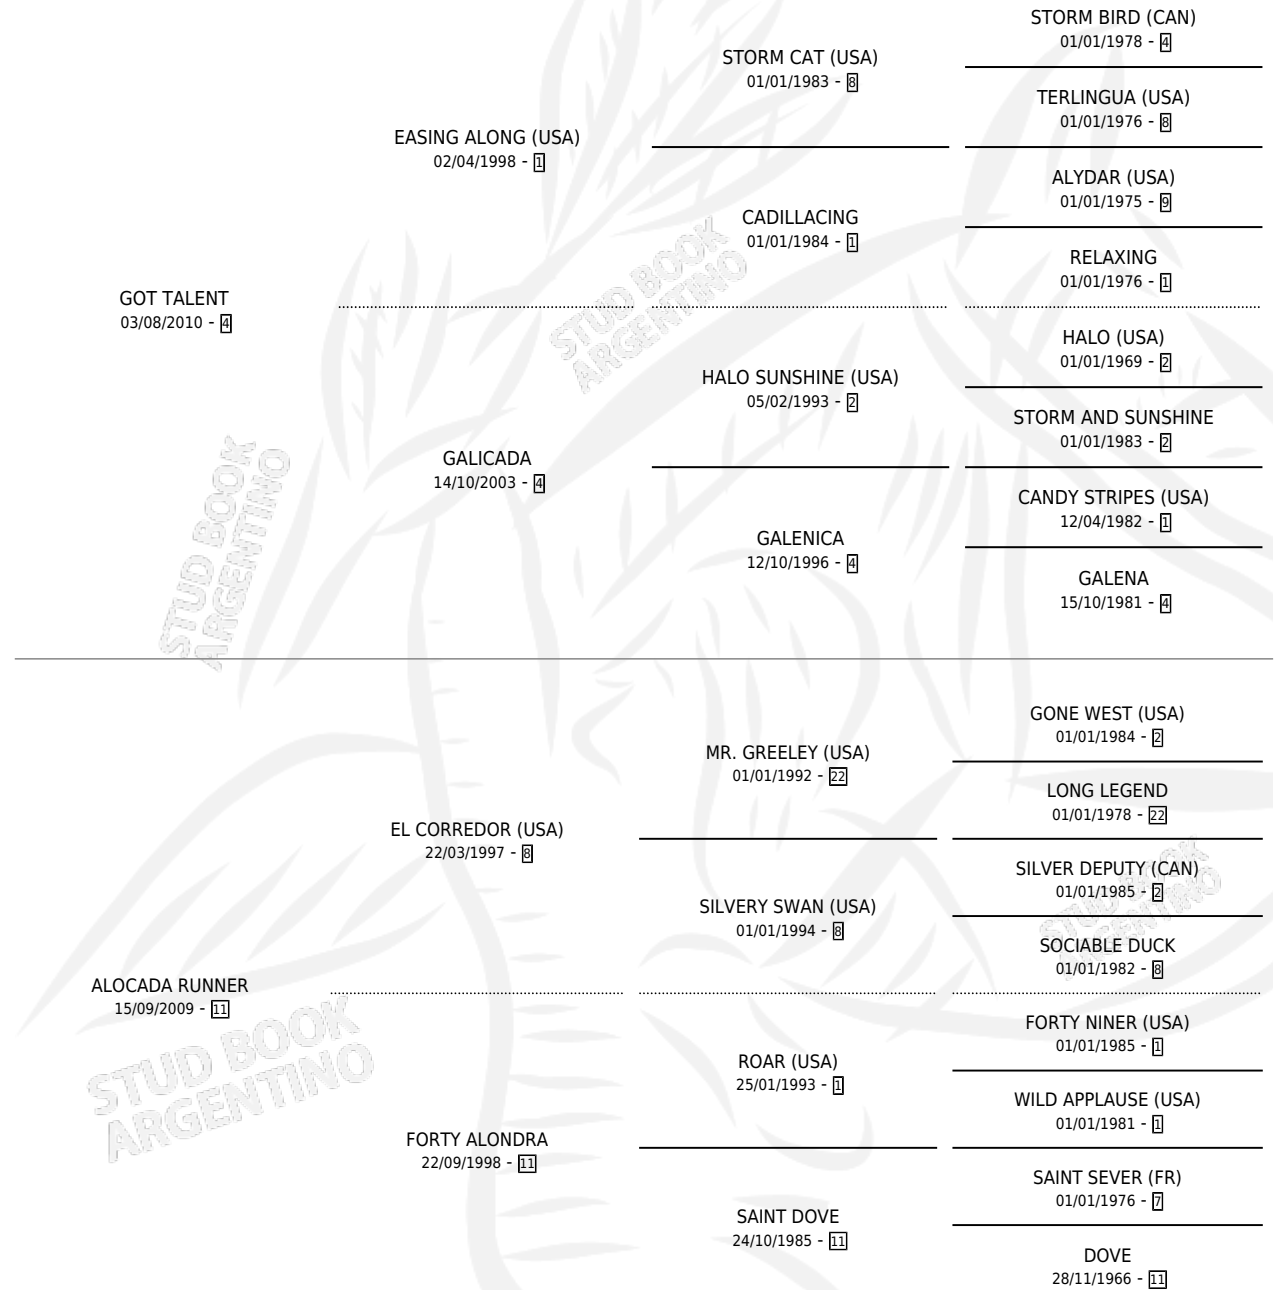 STORM BIRD (CAN)
01/01/1978 - 4
STORM CAT (USA)
01/01/1983 - 8
TERLINGUA (USA)
01/01/1976 - 8
EASING ALONG (USA)
02/04/1998 - 1
ALYDAR (USA)
01/01/1975 - 9
CADILLACING
01/01/1984 - 1
RELAXING
01/01/1976 - 1
GOT TALENT
03/08/2010 - 4
HALO (USA)
01/01/1969 - 2
HALO SUNSHINE (USA)
05/02/1993 - 2
STORM AND SUNSHINE
01/01/1983 - 2
GALICADA
14/10/2003 - 4
CANDY STRIPES (USA)
12/04/1982 - 1
GALENICA
12/10/1996 - 4
GALENA
15/10/1981 - 4
GONE WEST (USA)
01/01/1984 - 2
MR. GREELEY (USA)
01/01/1992 - 22
LONG LEGEND
01/01/1978 - 22
EL CORREDOR (USA)
22/03/1997 - 8
SILVER DEPUTY (CAN)
01/01/1985 - 2
SILVERY SWAN (USA)
01/01/1994 - 8
SOCIABLE DUCK
01/01/1982 - 8
ALOCADA RUNNER
15/09/2009 - 11
FORTY NINER (USA)
01/01/1985 - 1
ROAR (USA)
25/01/1993 - 1
WILD APPLAUSE (USA)
01/01/1981 - 1
FORTY ALONDRA
22/09/1998 - 11
SAINT SEVER (FR)
01/01/1976 - 7
SAINT DOVE
24/10/1985 - 11
DOVE
28/11/1966 - 11
STUD BOOK
ARGENTINO
STUD BOOK
ARGENTINO
STUD BOOK
ARGENTINO
STUD BOOK
ARGENTINO